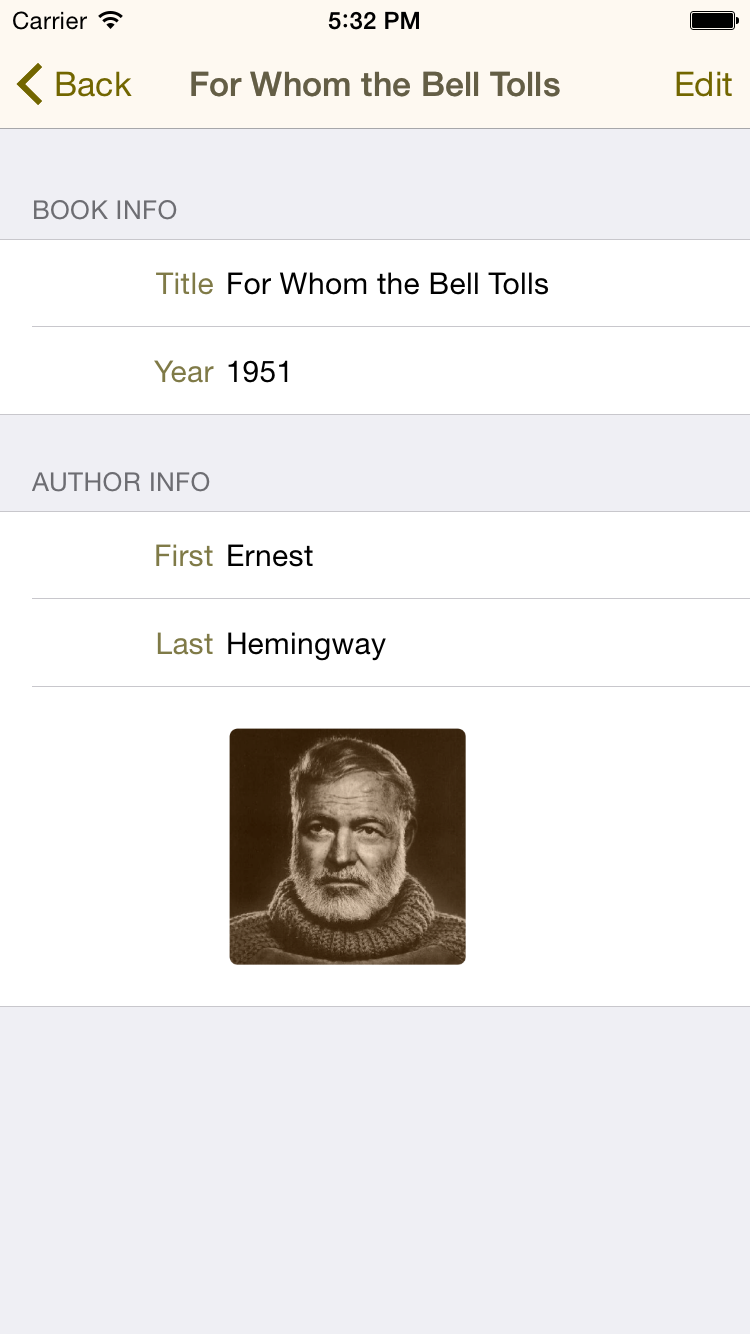 Carrier 5:32 PM
Back For Whom the Bell Tolls Edit
BOOK INFO
Title For Whom the Bell Tolls
Year 1951
AUTHOR INFO
First Ernest
Last Hemingway